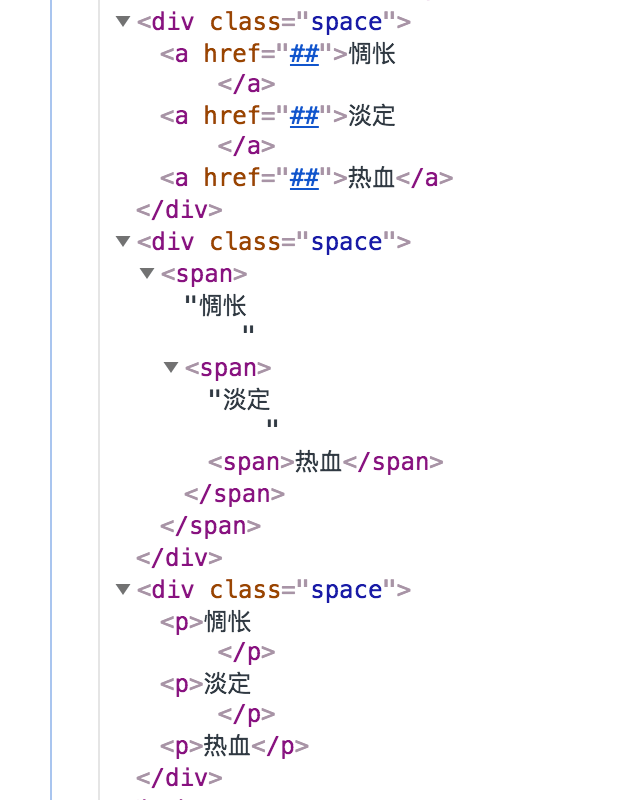 ▼<div class="space">
<a href="##">惆怅
</a>
<a href="##">淡定
</a>
<a href="##">热血</a>
</div>
▼<div class="space">
▼<span>
"惆怅
"
▼<span>
"淡定
"
<span>热血</span>
</span>
</span>
</div>
▼<div class="space">
<p>惆怅
</p>
<p>淡定
</p>
<p>热血</p>
</div>